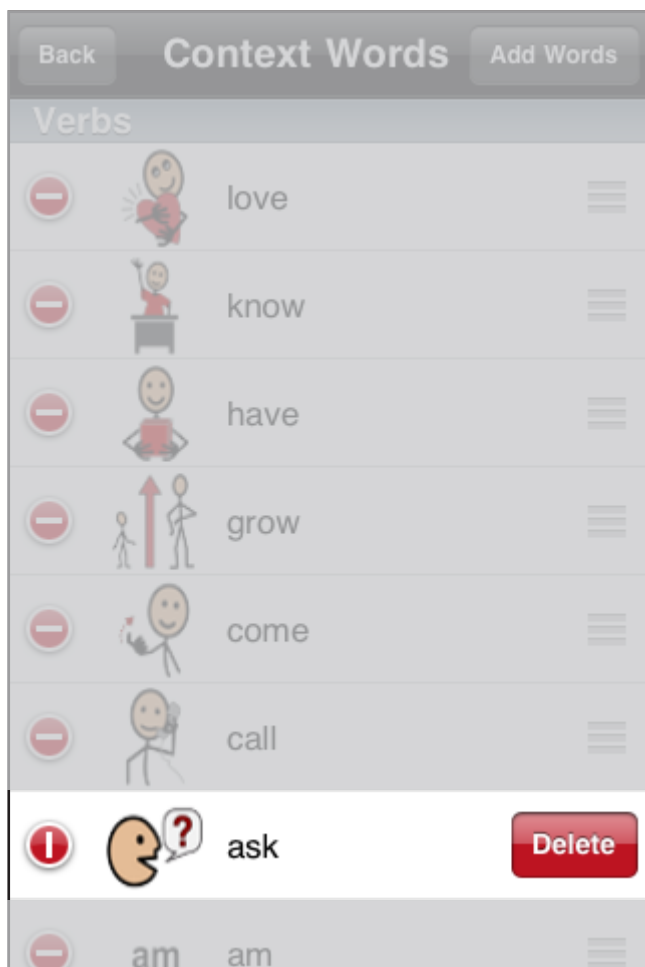 Back Context Words Add Words
Verbs
love
know
have
grow
come
call
? ask Delete
am am